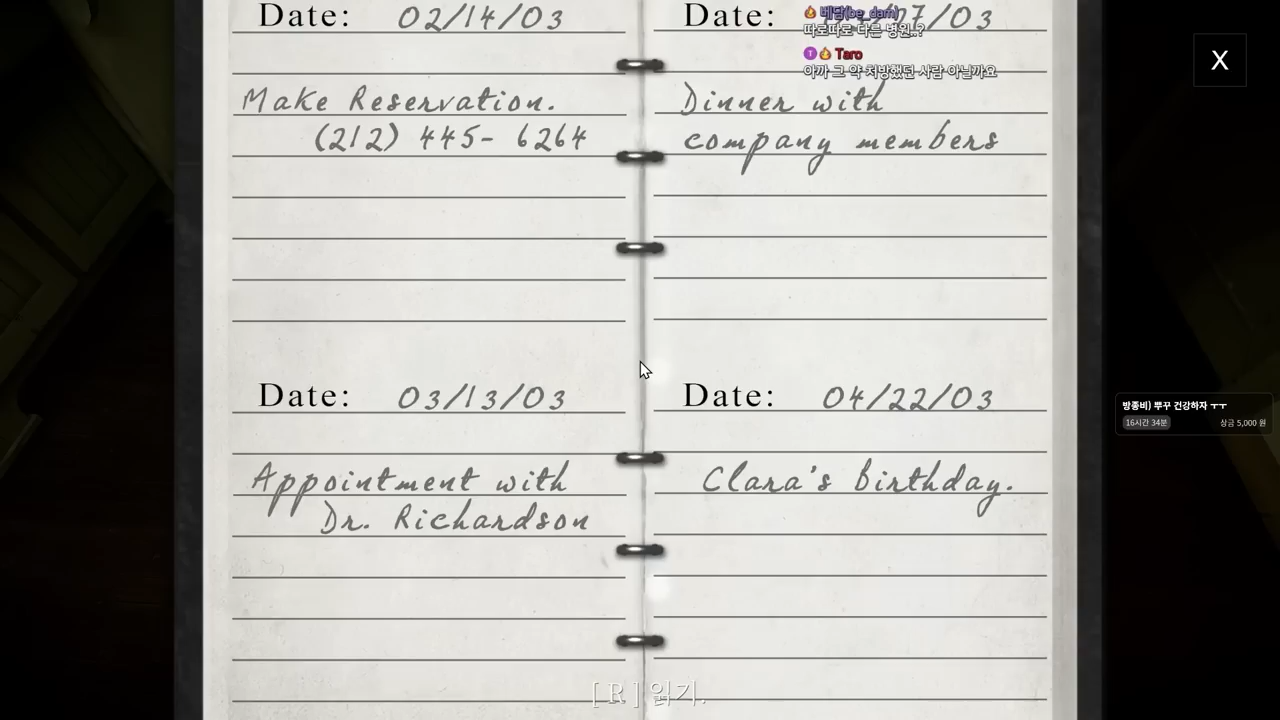 Date: 02/14/03
Make Reservation.
(212) 445- 6264
Date: 7/03
베담(be_dam)
따로따로 다른 병원..?
T Taro
아까 그 약 처방했던 사람 아닐까요
Dinner with
company members
Date: 03/13/03
Appointment with
Dr. Richardson
Date: 04/22/03
Clara's birthday.
X
방종비) 뿌꾸 건강하자 ㅜㅜ
16시간 34분
상금 5,000 원
[ R ] 읽기.